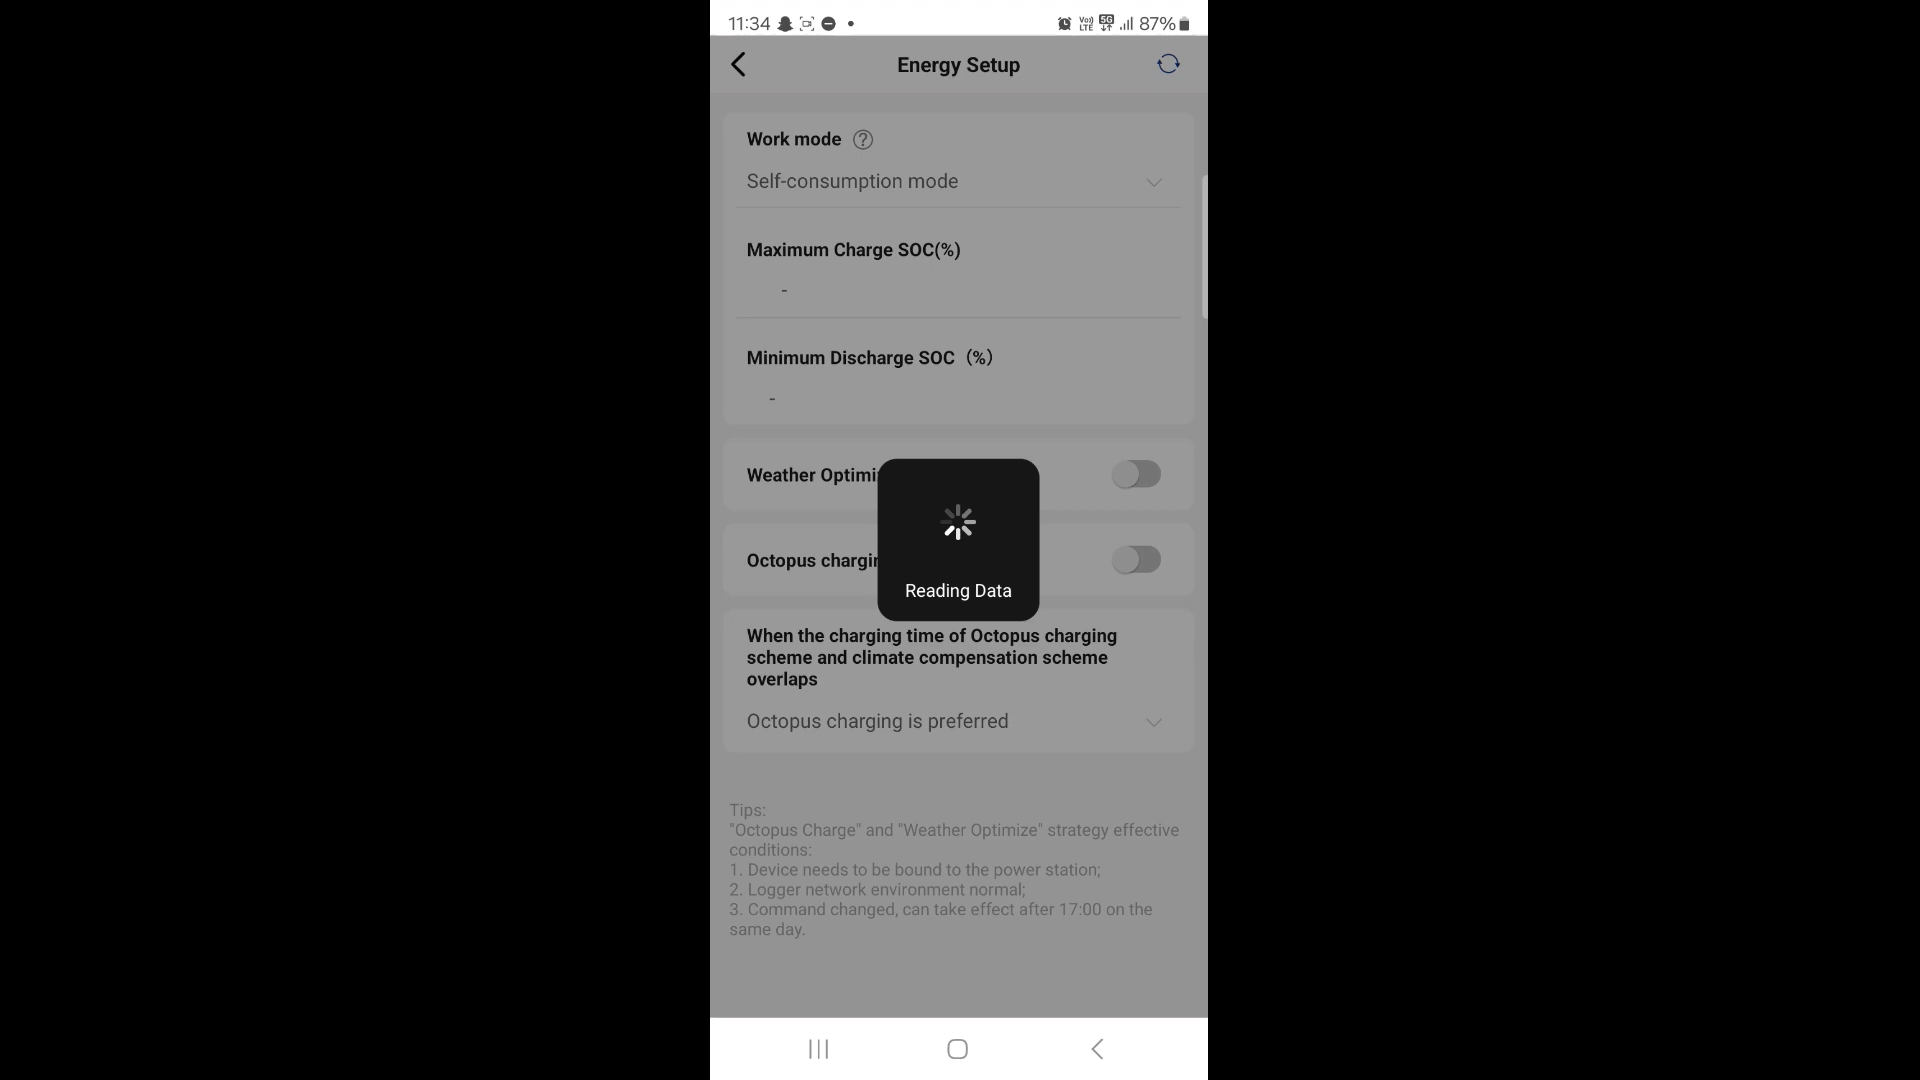 11:34 87%
Energy Setup
Work mode ?
Self-consumption mode
Maximum Charge SOC(%)
-
Minimum Discharge SOC (%)
-
Weather Optimi
Octopus chargin
Reading Data
When the charging time of Octopus charging
scheme and climate compensation scheme
overlaps
Octopus charging is preferred
Tips:
"Octopus Charge" and "Weather Optimize" strategy effective
conditions:
1. Device needs to be bound to the power station;
2. Logger network environment normal;
3. Command changed, can take effect after 17:00 on the
same day.